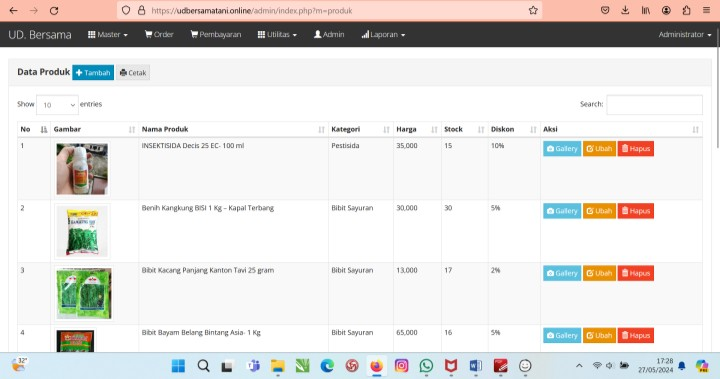 https://udbersamatani.online/admin/index.php?m=produk
UD. Bersama Master Order Pembayaran Utilitas Admin Laporan Administrator
Data Produk + Tambah Cetak
Show 10 entries Search:
No Gambar Nama Produk Kategori Harga Stock Diskon Aksi
1 INSEKTISIDA Decis 25 EC- 100 ml Pestisida 35,000 15 10% Gallery Ubah Hapus
2 Benih Kangkung BISI 1 Kg – Kapal Terbang Bibit Sayuran 30,000 30 5% Gallery Ubah Hapus
3 Bibit Kacang Panjang Kanton Tavi 25 gram Bibit Sayuran 13,000 17 2% Gallery Ubah Hapus
4 Bibit Bayam Belang Bintang Asia- 1 Kg Bibit Sayuran 65,000 16 5% Gallery Ubah Hapus
32°
17:28
27/05/2024